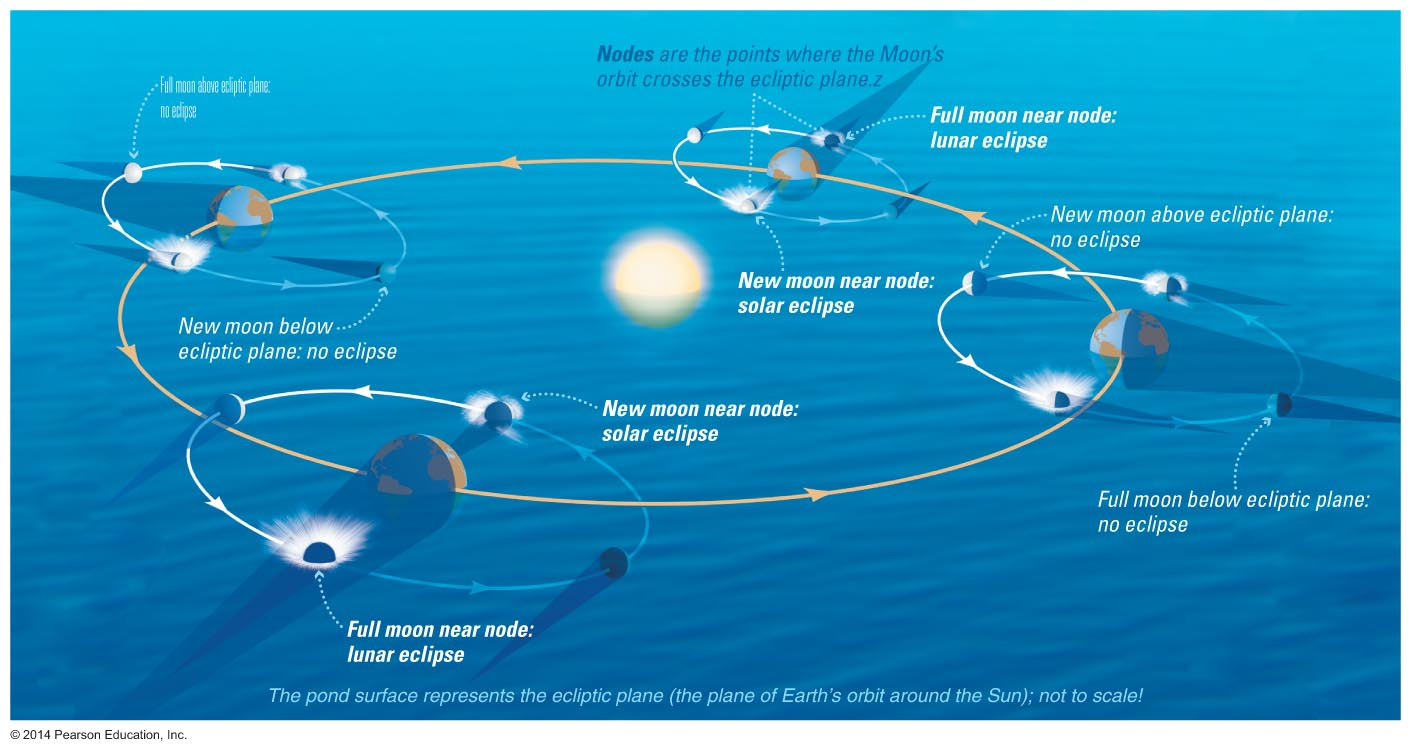 Nodes are the points where the Moon's
orbit crosses the ecliptic plane.z
Full moon above ecliptic plane:
no eclipse
Full moon near node:
lunar eclipse
New moon above ecliptic plane:
no eclipse
New moon near node:
solar eclipse
New moon below
ecliptic plane: no eclipse
New moon near node:
solar eclipse
Full moon below ecliptic plane:
no eclipse
Full moon near node:
lunar eclipse
The pond surface represents the ecliptic plane (the plane of Earth's orbit around the Sun); not to scale!
© 2014 Pearson Education, Inc.